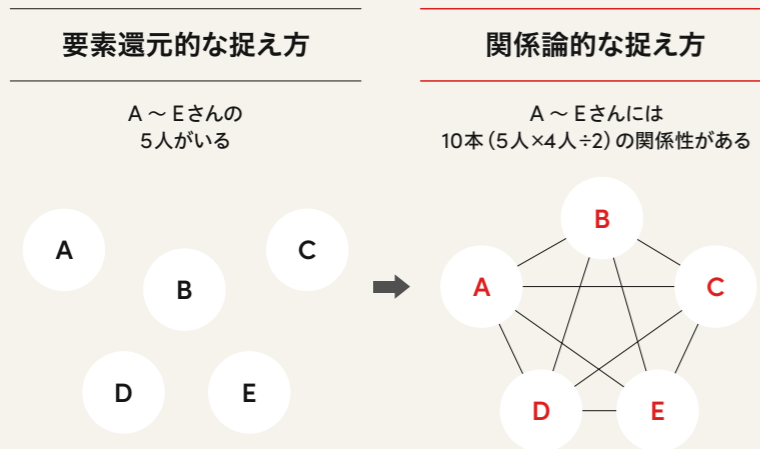 要素還元的な捉え方
A ～ Eさんの
5人がいる
A
B
C
D
E
関係論的な捉え方
A ～ Eさんには
10本（5人×4人÷2）の関係性がある
B
A
C
D
E